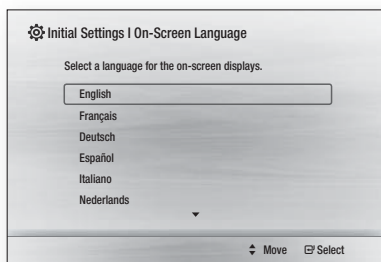 Initial Settings I On-Screen Language
Select a language for the on-screen displays.
English
Français
Deutsch
Español
Italiano
Nederlands
Move Select